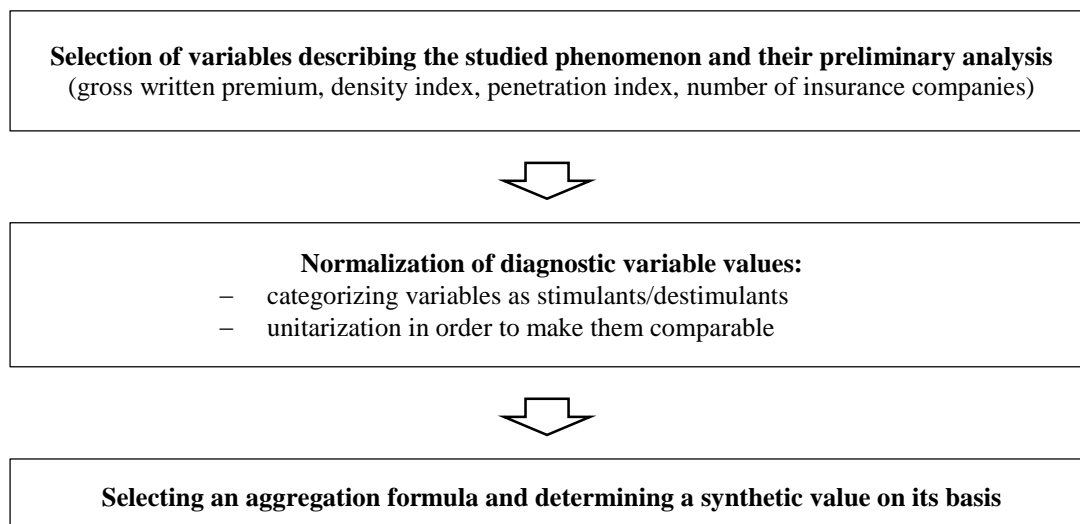 Selection of variables describing the studied phenomenon and their preliminary analysis
(gross written premium, density index, penetration index, number of insurance companies)
Normalization of diagnostic variable values:
− categorizing variables as stimulants/destimulants
− unitarization in order to make them comparable
Selecting an aggregation formula and determining a synthetic value on its basis